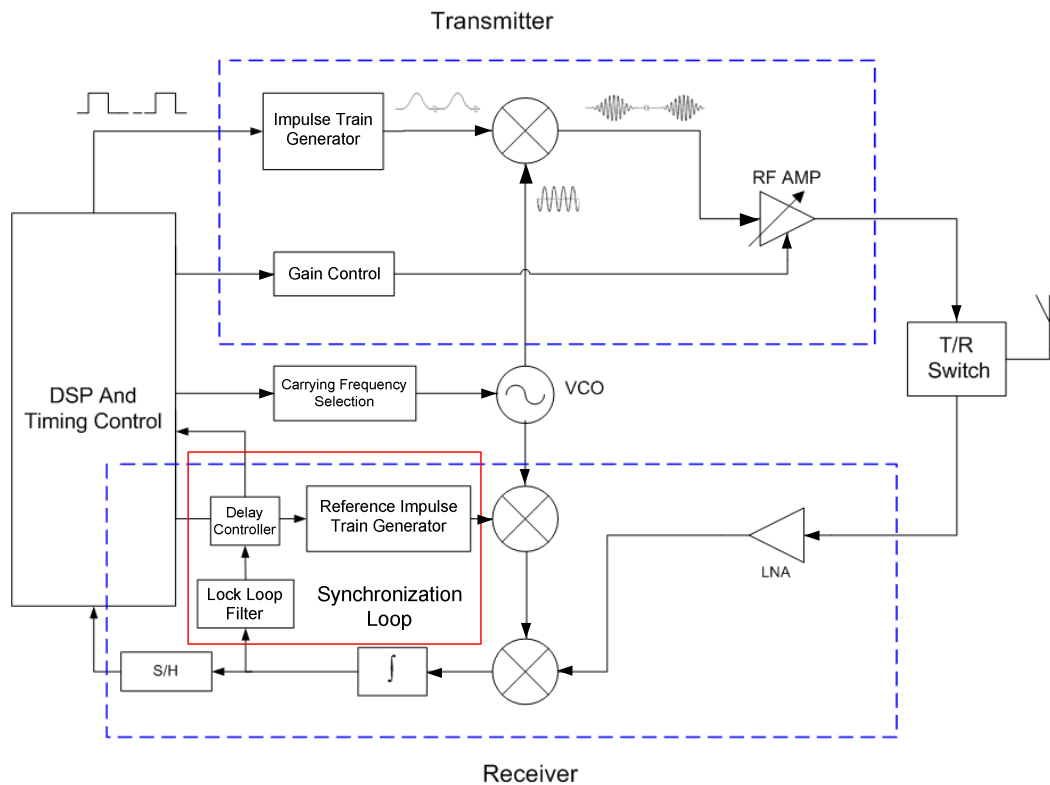 Transmitter
Impulse Train
Generator
RF AMP
Gain Control
T/R
Switch
DSP And
Timing Control
Carrying Frequency
Selection
VCO
Delay
Controller
Reference Impulse
Train Generator
LNA
Lock Loop
Filter
Synchronization
Loop
S/H
∫
Receiver